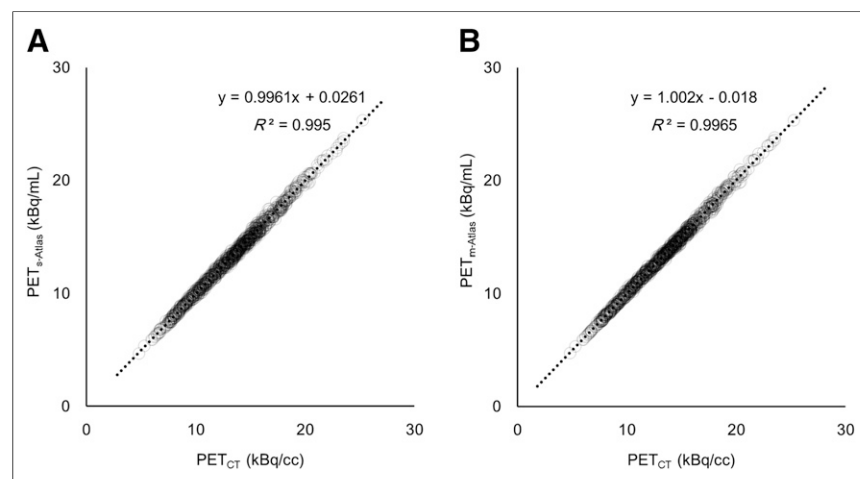 A
30
20
10
0
0 10 20 30
PETs-Atlas (kBq/mL)
PETCT (kBq/cc)
y = 0.9961x + 0.0261
R² = 0.995
B
30
20
10
0
0 10 20 30
PETm-Atlas (kBq/mL)
PETCT (kBq/cc)
y = 1.002x - 0.018
R² = 0.9965